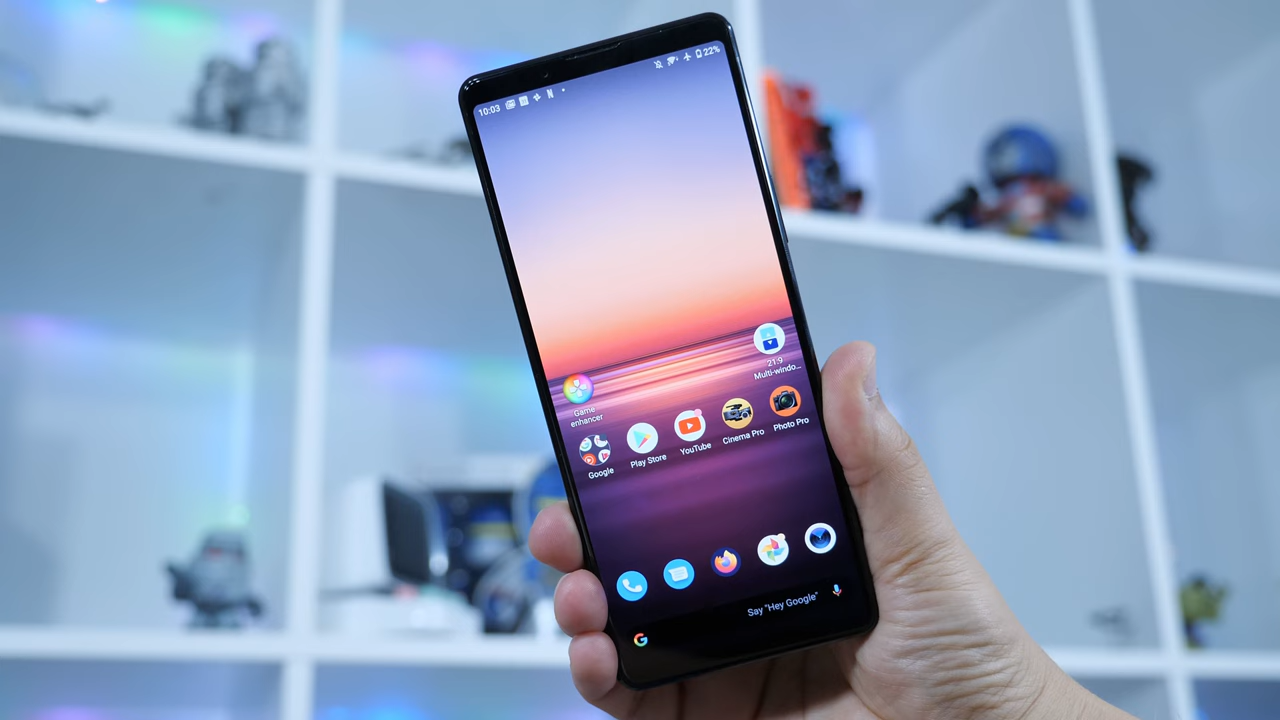 10:03
22%
21:9
Multi-windo...
Game
enhancer
Google
Play Store
YouTube
Cinema Pro
Photo Pro
Say "Hey Google"
G